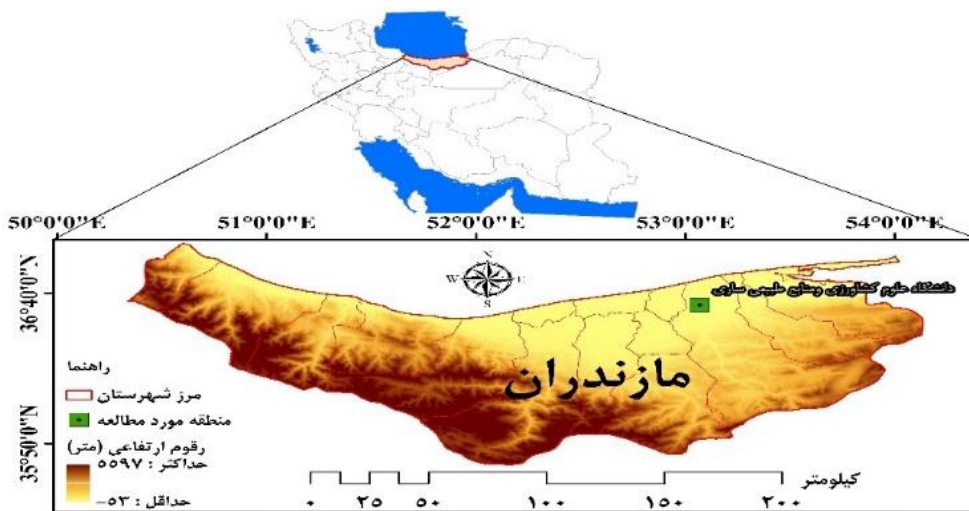 50°0'0"E 51°0'0"E 52°0'0"E 53°0'0"E 54°0'0"E
36°40'0"N
35°50'0"N
N
W E
S
دانشگاه علوم کشاورزی ومنابع طبیعی ساری
مازندران
راهنما
مرز شهرستان
منطقه مورد مطالعه
رقوم ارتفاعی (متر)
حداکثر : ۵۵۹۷
حداقل : ۵۳-
کیلومتر
۰ ۲۵ ۵۰ ۱۰۰ ۱۵۰ ۲۰۰